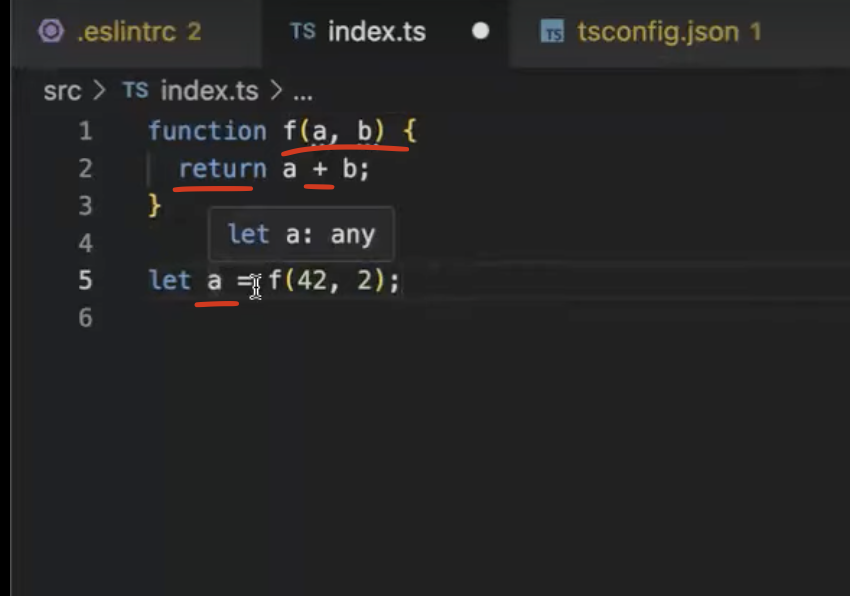 .eslintrc 2 TS index.ts TS tsconfig.json 1
src > TS index.ts > ...
1 function f(a, b) {
2 return a + b;
3 }
let a: any
4
5 let a = f(42, 2);
6